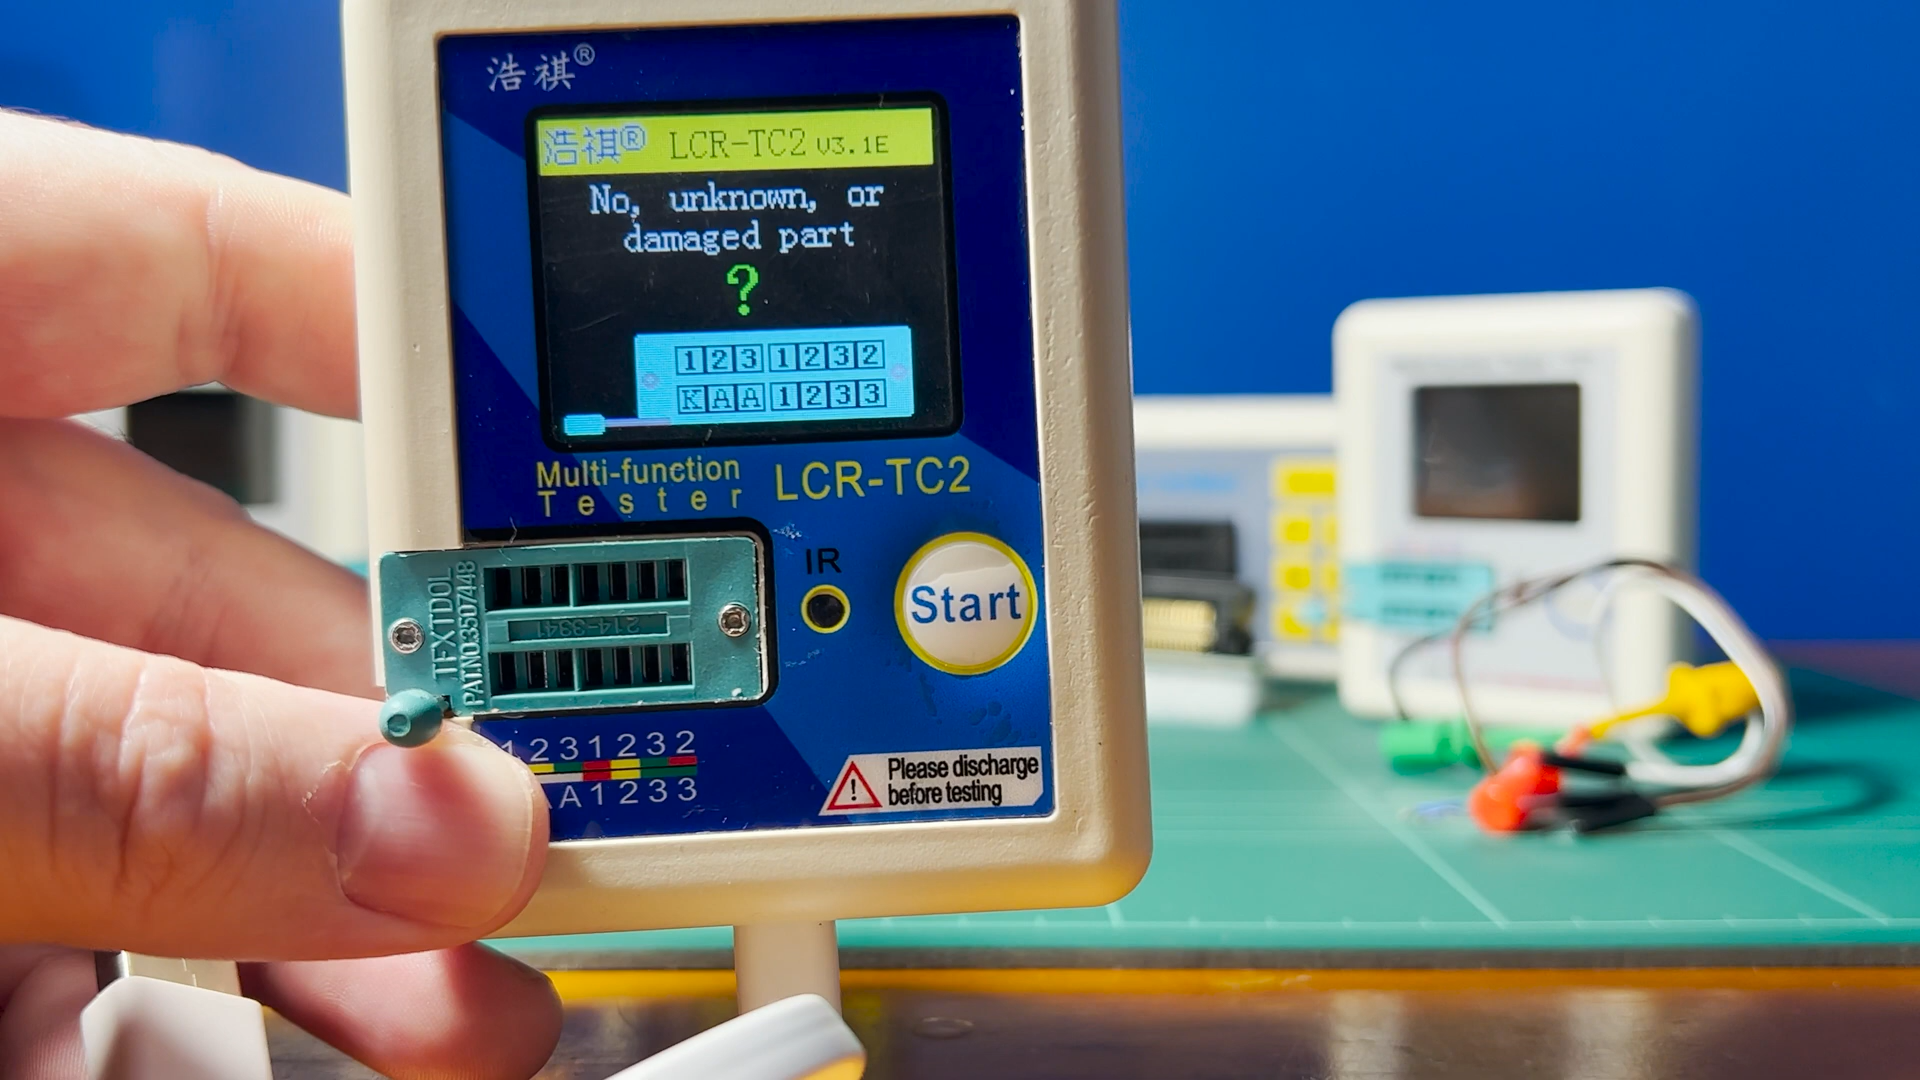 浩祺®
浩祺® LCR-TC2 V3.1E
No, unknown, or
damaged part
?
1 2 3 1 2 3 2
K A A 1 2 3 3
Multi-function
Tester
LCR-TC2
TFXTDOL
PAT.NO.3507448
214-3341
IR
Start
1 2 3 1 2 3 2
A A 1 2 3 3
Please discharge
before testing